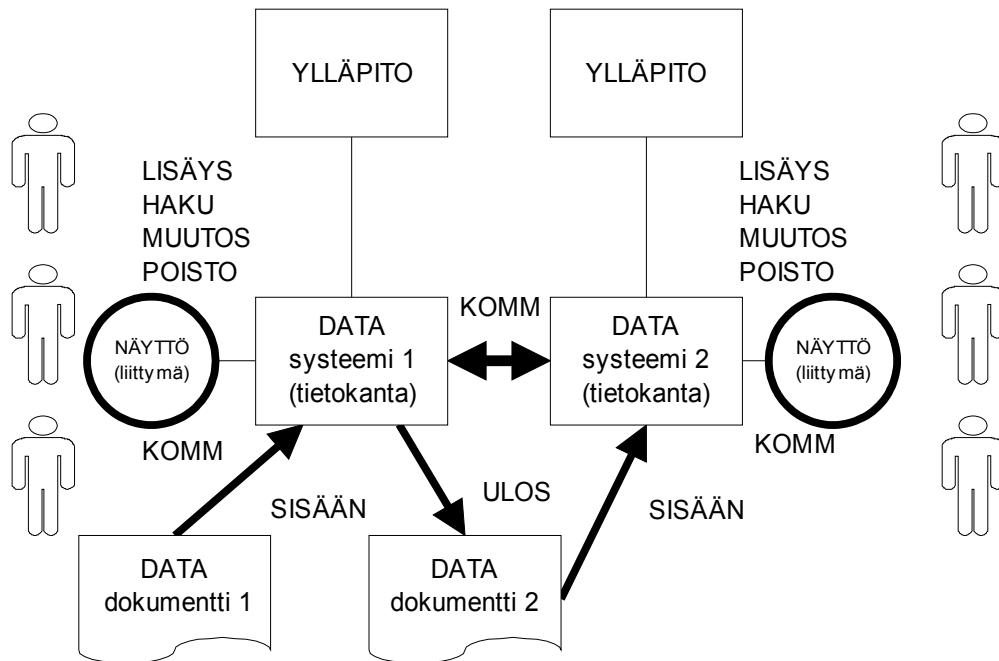 YLLÄPITO
YLLÄPITO
LISÄYS
HAKU
MUUTOS
POISTO
LISÄYS
HAKU
MUUTOS
POISTO
NÄYTTÖ
(liittymä)
DATA
systeemi 1
(tietokanta)
KOMM
DATA
systeemi 2
(tietokanta)
NÄYTTÖ
(liittymä)
KOMM
KOMM
SISÄÄN
ULOS
SISÄÄN
DATA
dokumentti 1
DATA
dokumentti 2